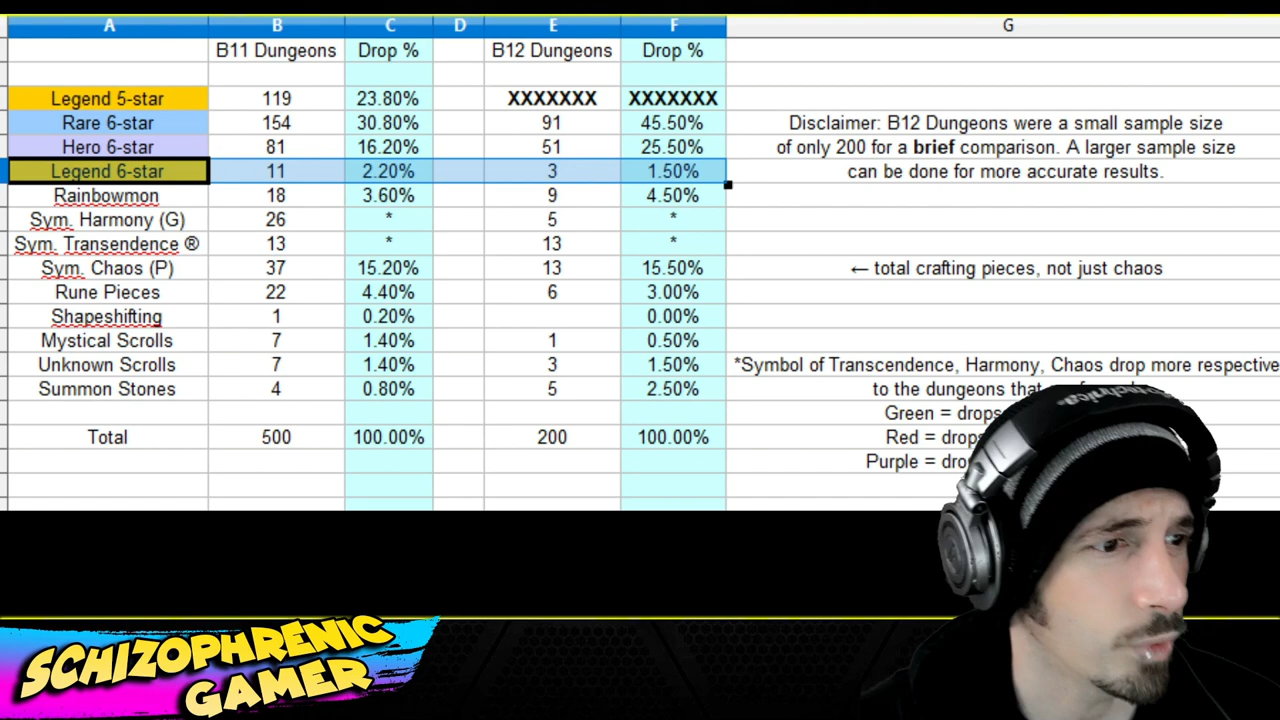 A B C D E F G
B11 Dungeons Drop % B12 Dungeons Drop %
Legend 5-star 119 23.80% XXXXXXX XXXXXXX
Rare 6-star 154 30.80% 91 45.50% Disclaimer: B12 Dungeons were a small sample size
Hero 6-star 81 16.20% 51 25.50% of only 200 for a brief comparison. A larger sample size
Legend 6-star 11 2.20% 3 1.50% can be done for more accurate results.
Rainbowmon 18 3.60% 9 4.50%
Sym. Harmony (G) 26 * 5 *
Sym. Transendence ® 13 * 13 *
Sym. Chaos (P) 37 15.20% 13 15.50% ← total crafting pieces, not just chaos
Rune Pieces 22 4.40% 6 3.00%
Shapeshifting 1 0.20% 0.00%
Mystical Scrolls 7 1.40% 1 0.50%
Unknown Scrolls 7 1.40% 3 1.50% *Symbol of Transcendence, Harmony, Chaos drop more respective
Summon Stones 4 0.80% 5 2.50% to the dungeons that
Green = drops
Total 500 100.00% 200 100.00% Red = drops
Purple =
SCHIZOPHRENIC
GAMER